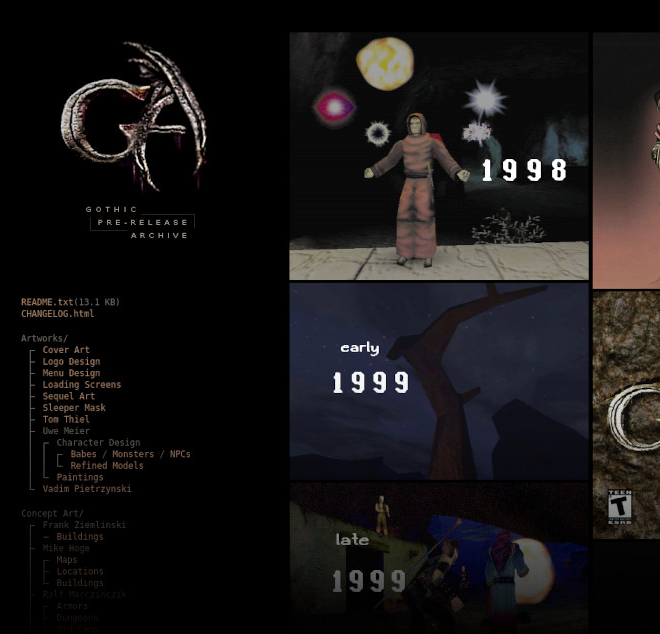 GA
GOTHIC
PRE-RELEASE
ARCHIVE
README.txt(13.1 KB)
CHANGELOG.html
Artworks/
Cover Art
Logo Design
Menu Design
Loading Screens
Sequel Art
Sleeper Mask
Tom Thiel
Uwe Meier
Character Design
Babes / Monsters / NPCs
Refined Models
Paintings
Vadim Pietrzynski
Concept Art/
Frank Ziemlinski
Buildings
Mike Hoge
Maps
Locations
Buildings
Ralf Marczinczik
Armors
Demons
1998
early
1999
late
1999
TEEN
T
ESRB